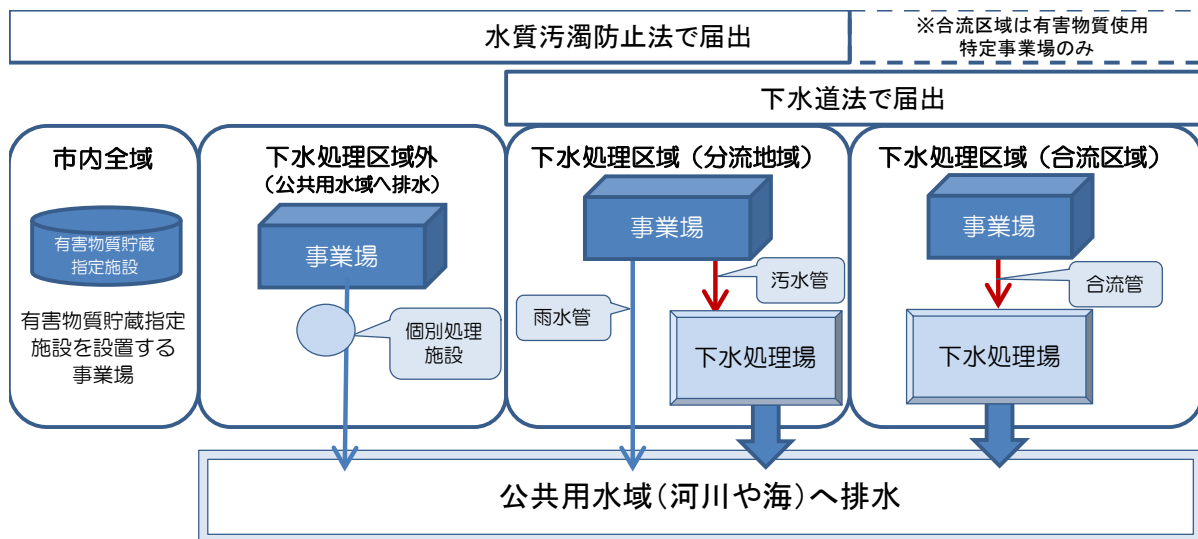 水質汚濁防止法で届出
※合流区域は有害物質使用
特定事業場のみ
下水道法で届出
市内全域
有害物質貯蔵
指定施設
有害物質貯蔵指定
施設を設置する
事業場
下水処理区域外
（公共用水域へ排水）
事業場
個別処理
施設
下水処理区域（分流地域）
事業場
汚水管
雨水管
下水処理場
下水処理区域（合流区域）
事業場
合流管
下水処理場
公共用水域（河川や海）へ排水